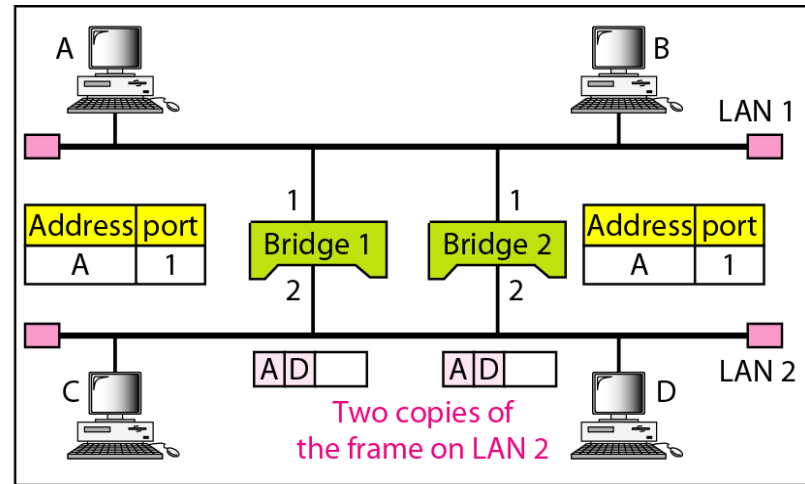 A
B
LAN 1
Address port
A 1
1
Bridge 1
2
1
Bridge 2
2
Address port
A 1
C
A D
A D
D
LAN 2
Two copies of
the frame on LAN 2